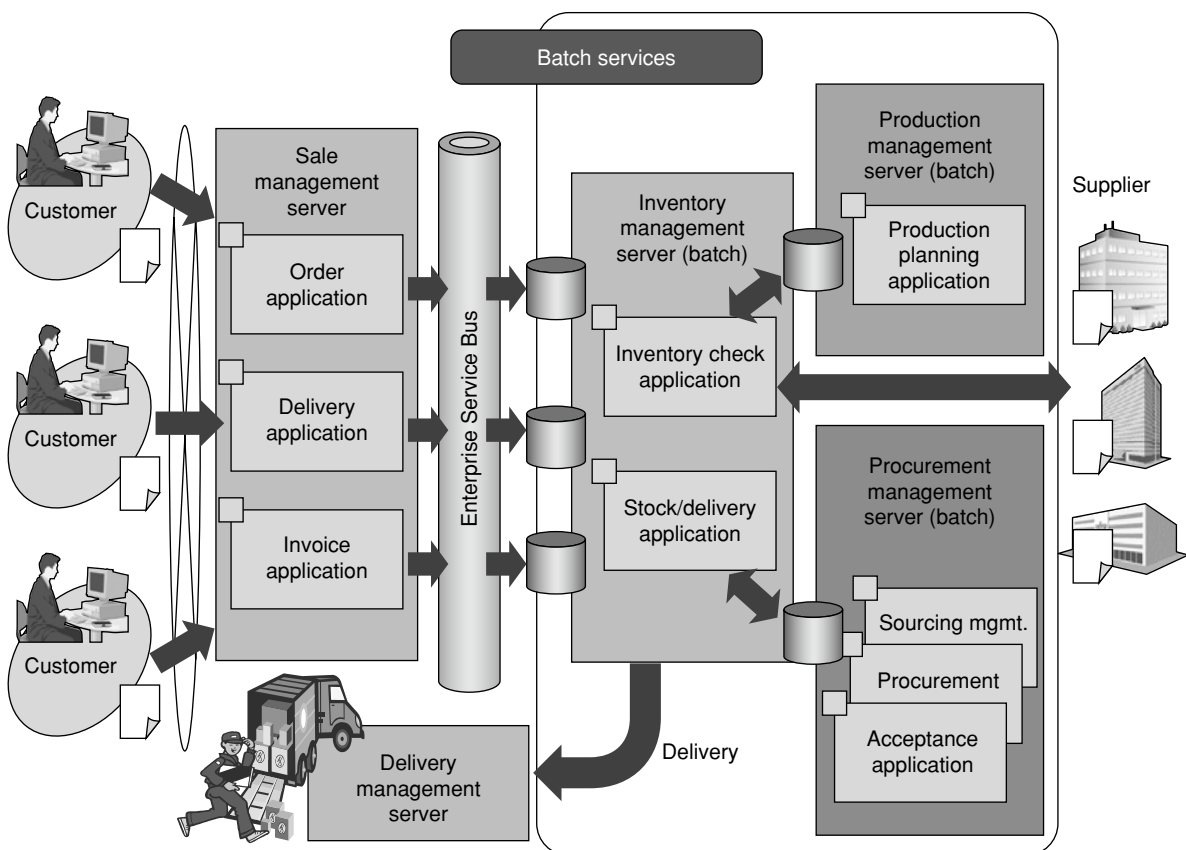 Batch services
Customer
Customer
Customer
Sale
management
server
Order
application
Delivery
application
Invoice
application
Enterprise Service Bus
Inventory
management
server (batch)
Inventory check
application
Stock/delivery
application
Production
management
server (batch)
Production
planning
application
Procurement
management
server (batch)
Sourcing mgmt.
Procurement
Acceptance
application
Supplier
Delivery
Delivery
management
server